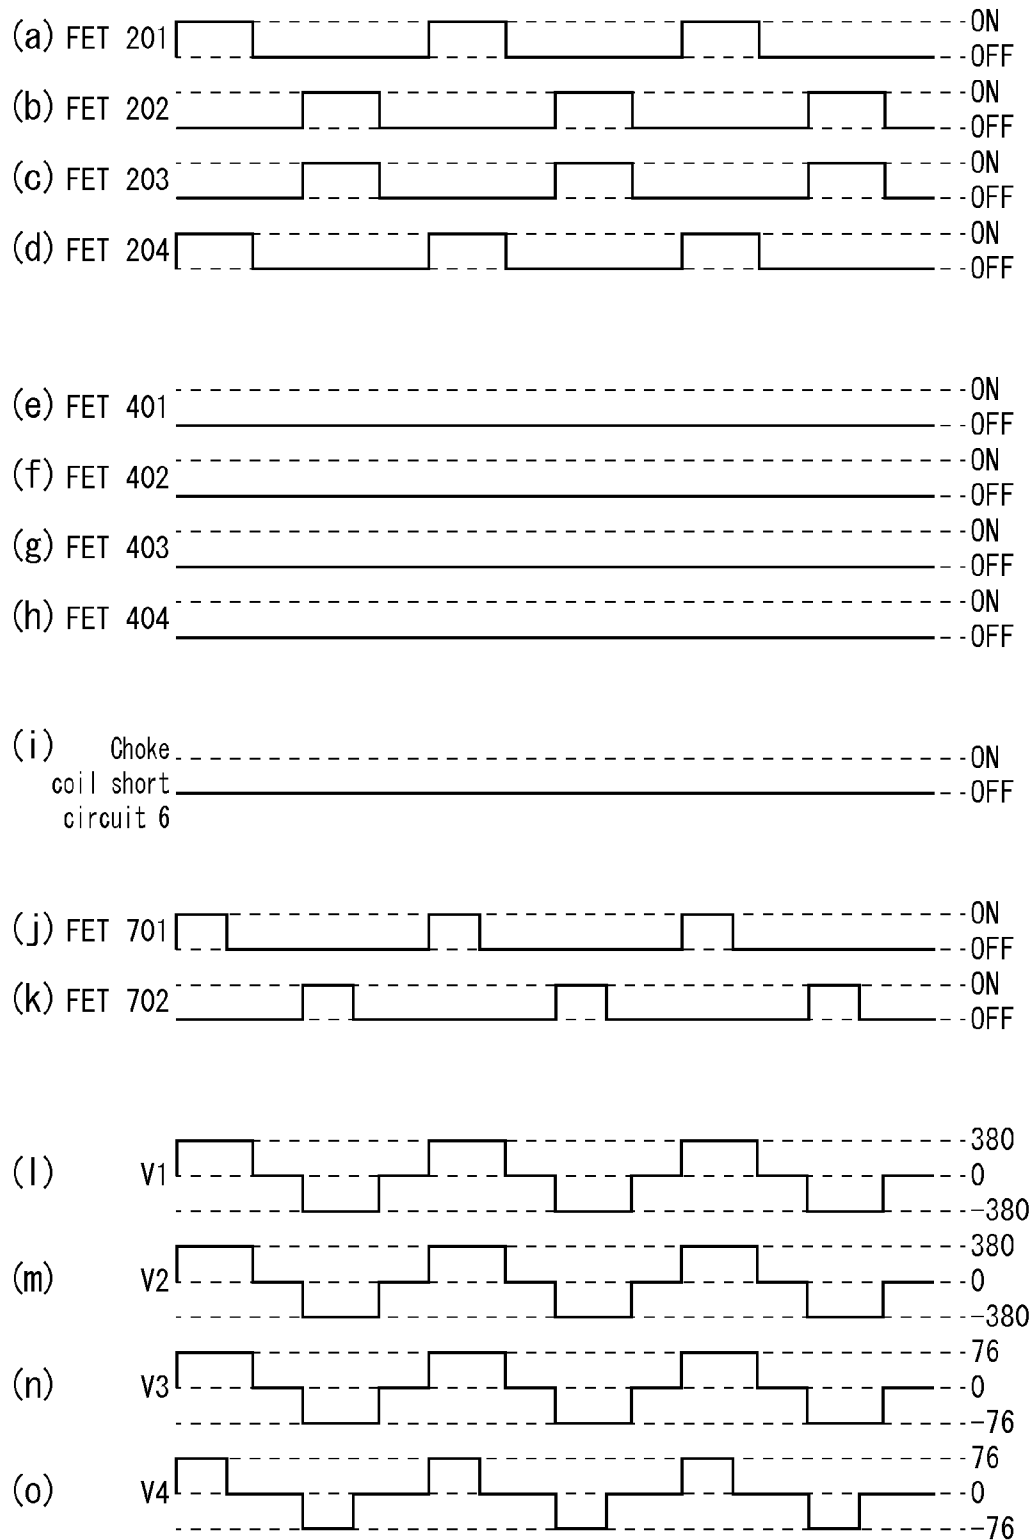 (a) FET 201 ON
OFF
(b) FET 202 ON
OFF
(c) FET 203 ON
OFF
(d) FET 204 ON
OFF
(e) FET 401 ON
OFF
(f) FET 402 ON
OFF
(g) FET 403 ON
OFF
(h) FET 404 ON
OFF
(i) Choke ON
coil short OFF
circuit 6
(j) FET 701 ON
OFF
(k) FET 702 ON
OFF
380
(l) V1 0
-380
380
(m) V2 0
-380
76
(n) V3 0
-76
76
(o) V4 0
-76